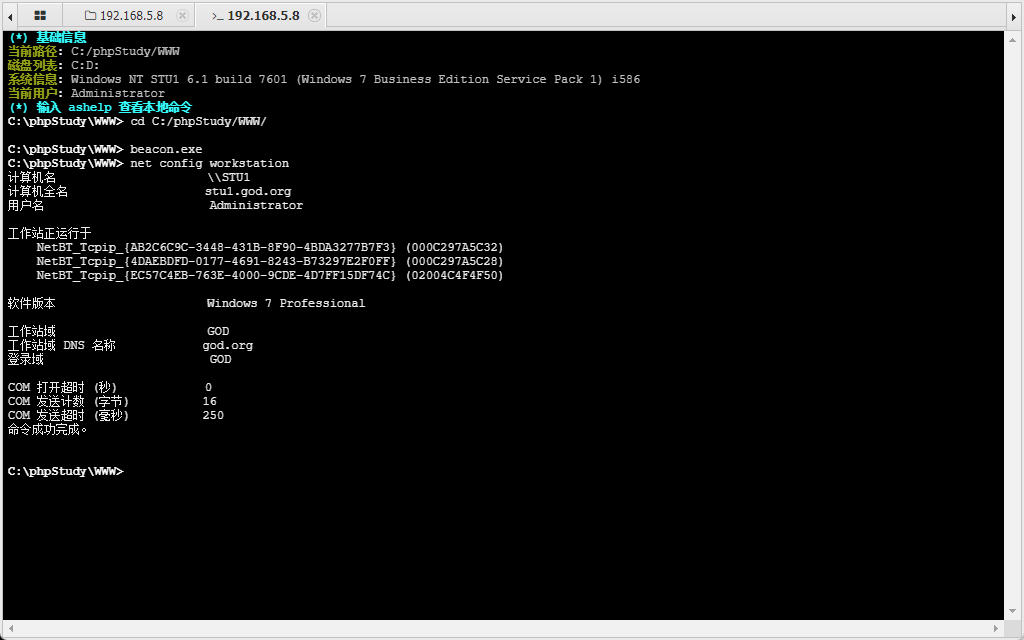 192.168.5.8
192.168.5.8
(*) 基础信息
当前路径: C:/phpStudy/WWW
磁盘列表: C:D:
系统信息: Windows NT STU1 6.1 build 7601 (Windows 7 Business Edition Service Pack 1) i586
当前用户: Administrator
(*) 输入 ashelp 查看本地命令
C:\phpStudy\WWW> cd C:/phpStudy/WWW/
C:\phpStudy\WWW> beacon.exe
C:\phpStudy\WWW> net config workstation
计算机名 \\STU1
计算机全名 stu1.god.org
用户名 Administrator
工作站正运行于
NetBT_Tcpip_{AB2C6C9C-3448-431B-8F90-4BDA3277B7F3} (000C297A5C32)
NetBT_Tcpip_{4DAEBDFD-0177-4691-8243-B73297E2F0FF} (000C297A5C28)
NetBT_Tcpip_{EC57C4EB-763E-4000-9CDE-4D7FF15DF74C} (02004C4F4F50)
软件版本 Windows 7 Professional
工作站域 GOD
工作站域 DNS 名称 god.org
登录域 GOD
COM 打开超时 (秒) 0
COM 发送计数 (字节) 16
COM 发送超时 (毫秒) 250
命令成功完成。
C:\phpStudy\WWW>